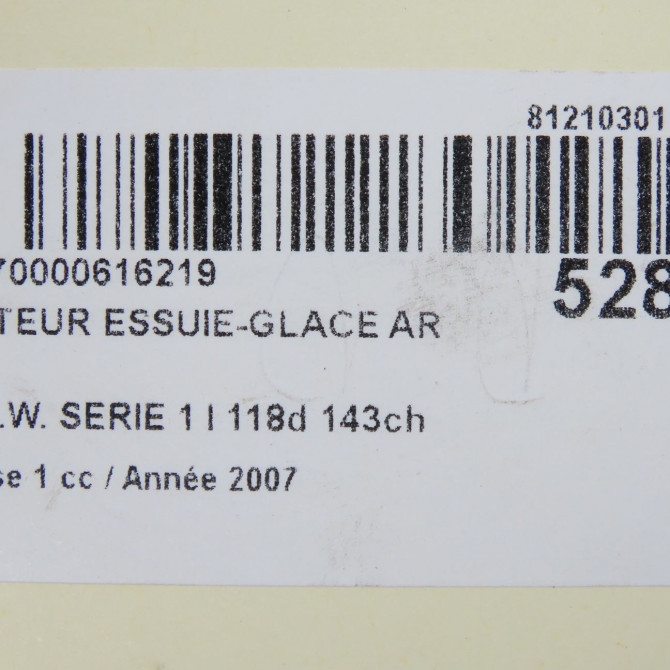 81210301
70000616219
528
TEUR ESSUIE-GLACE AR
.W. SERIE 1 I 118d 143ch
se 1 cc / Année 2007